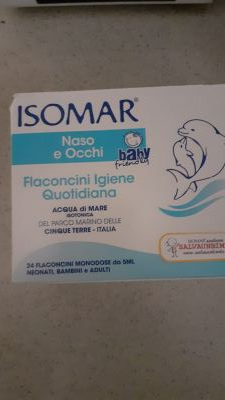 ISOMAR®
Naso
e Occhi
baby
friendly
Flaconcini Igiene
Quotidiana
ACQUA di MARE
ISOTONICA
DEL PARCO MARINO DELLE
CINQUE TERRE - ITALIA
24 FLACONCINI MONODOSE da 5ML
NEONATI, BAMBINI e ADULTI